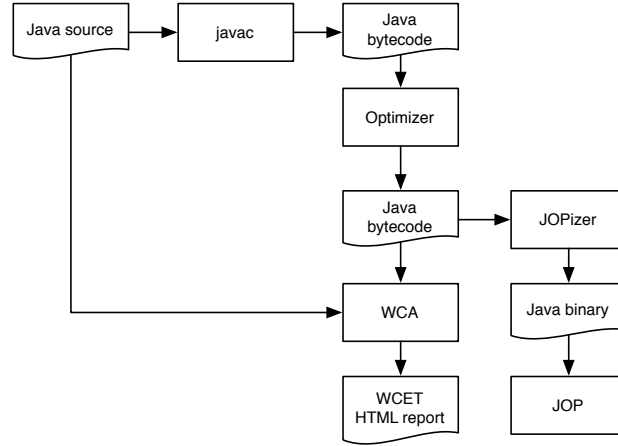 Java source
javac
Java
bytecode
Optimizer
Java
bytecode
JOPizer
WCA
Java binary
WCET
HTML report
JOP